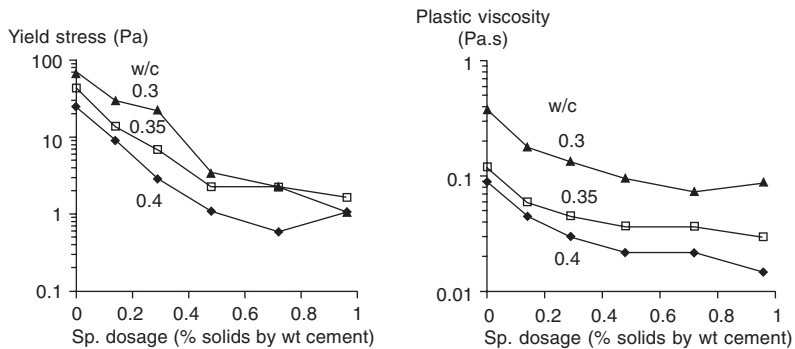 Yield stress (Pa)
100
10
1
0.1
w/c
0.3
0.35
0.4
0 0.2 0.4 0.6 0.8 1
Sp. dosage (% solids by wt cement)
Plastic viscosity
(Pa.s)
1
0.1
0.01
w/c
0.3
0.35
0.4
0 0.2 0.4 0.6 0.8 1
Sp. dosage (% solids by wt cement)